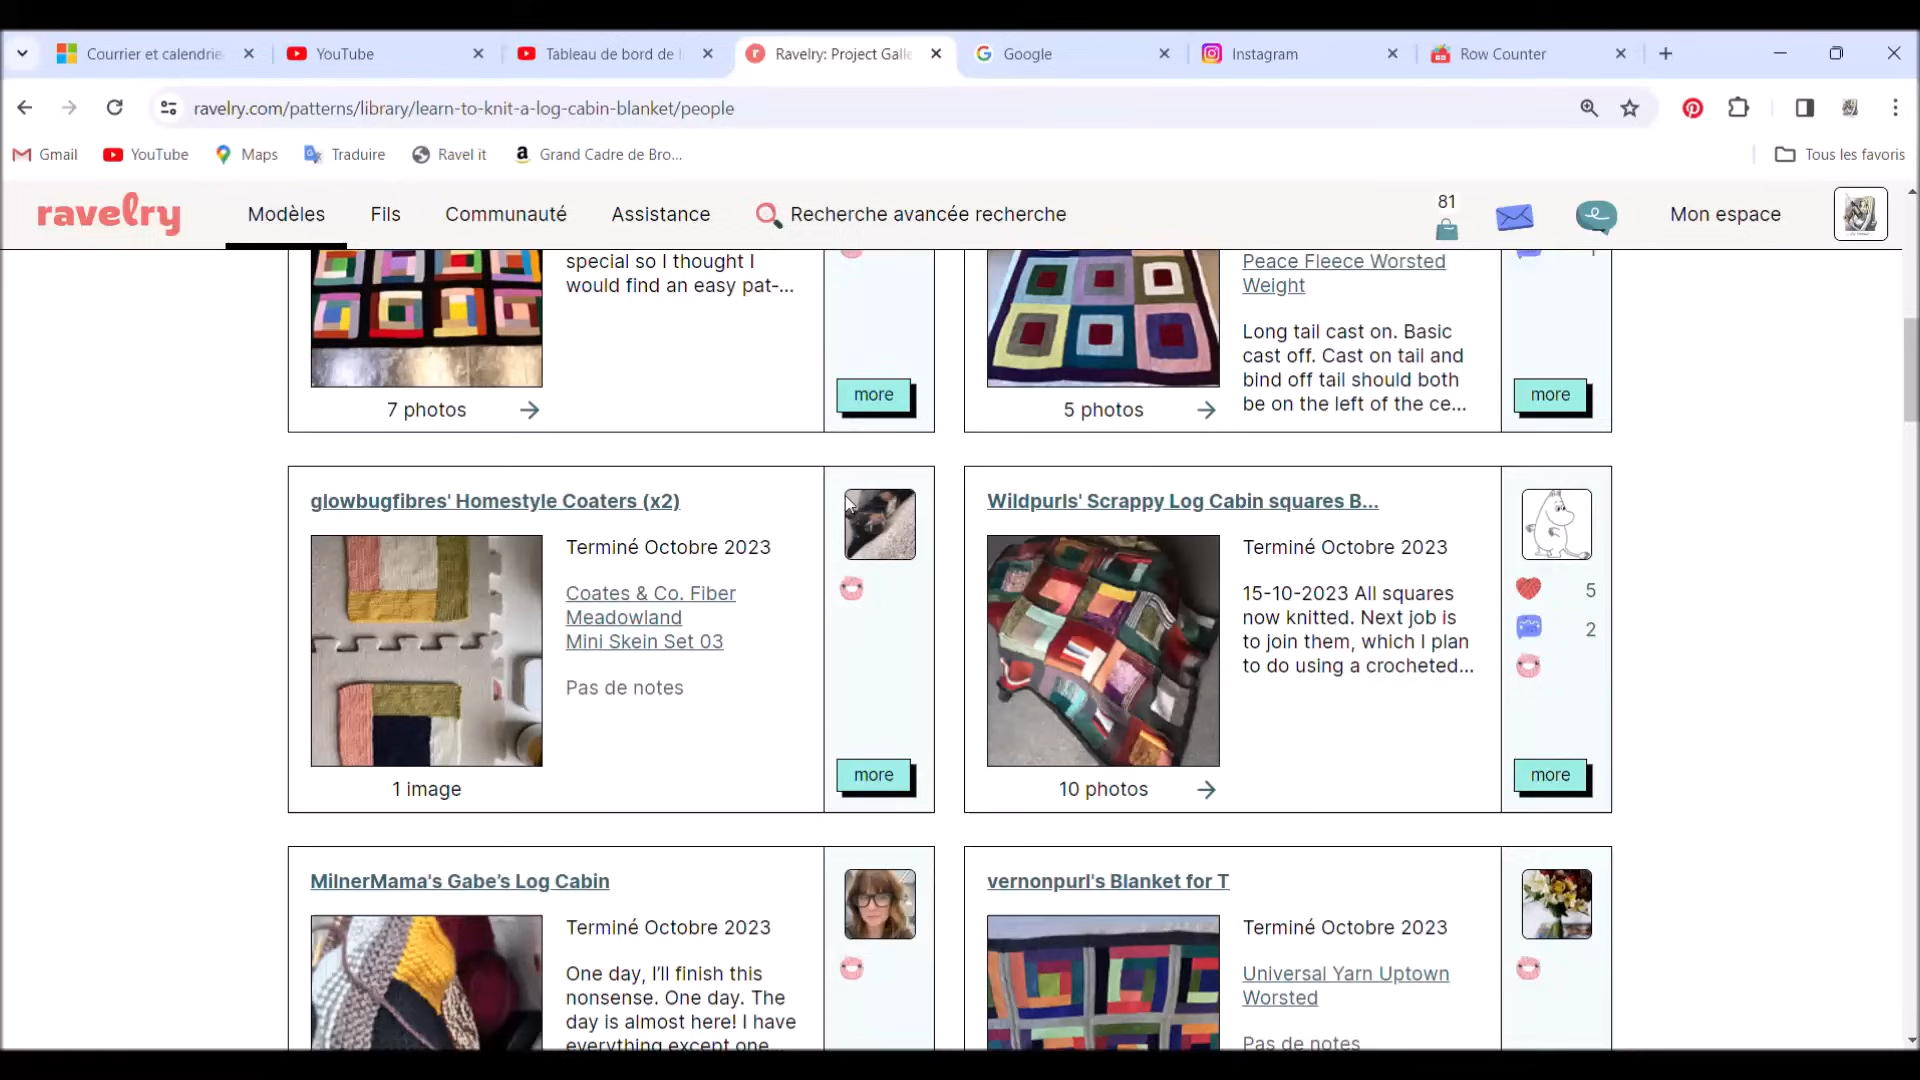 Courrier et calendrie
YouTube
Tableau de bord de l
Ravelry: Project Galle
Google
Instagram
Row Counter
ravelry.com/patterns/library/learn-to-knit-a-log-cabin-blanket/people
Gmail
YouTube
Maps
Traduire
Ravel it
Grand Cadre de Bro...
Tous les favoris
ravelry
Modèles
Fils
Communauté
Assistance
Recherche avancée recherche
81
Mon espace
special so I thought I
would find an easy pat-...
7 photos
more
Peace Fleece Worsted
Weight
Long tail cast on. Basic
cast off. Cast on tail and
bind off tail should both
be on the left of the ce...
5 photos
more
glowbugfibres' Homestyle Coaters (x2)
Terminé Octobre 2023
Coates & Co. Fiber
Meadowland
Mini Skein Set 03
Pas de notes
1 image
more
Wildpurls' Scrappy Log Cabin squares B...
Terminé Octobre 2023
15-10-2023 All squares
now knitted. Next job is
to join them, which I plan
to do using a crocheted...
10 photos
5
2
more
MilnerMama's Gabe's Log Cabin
Terminé Octobre 2023
One day, I'll finish this
nonsense. One day. The
day is almost here! I have
everything except one
vernonpurl's Blanket for T
Terminé Octobre 2023
Universal Yarn Uptown
Worsted
Pas de notes